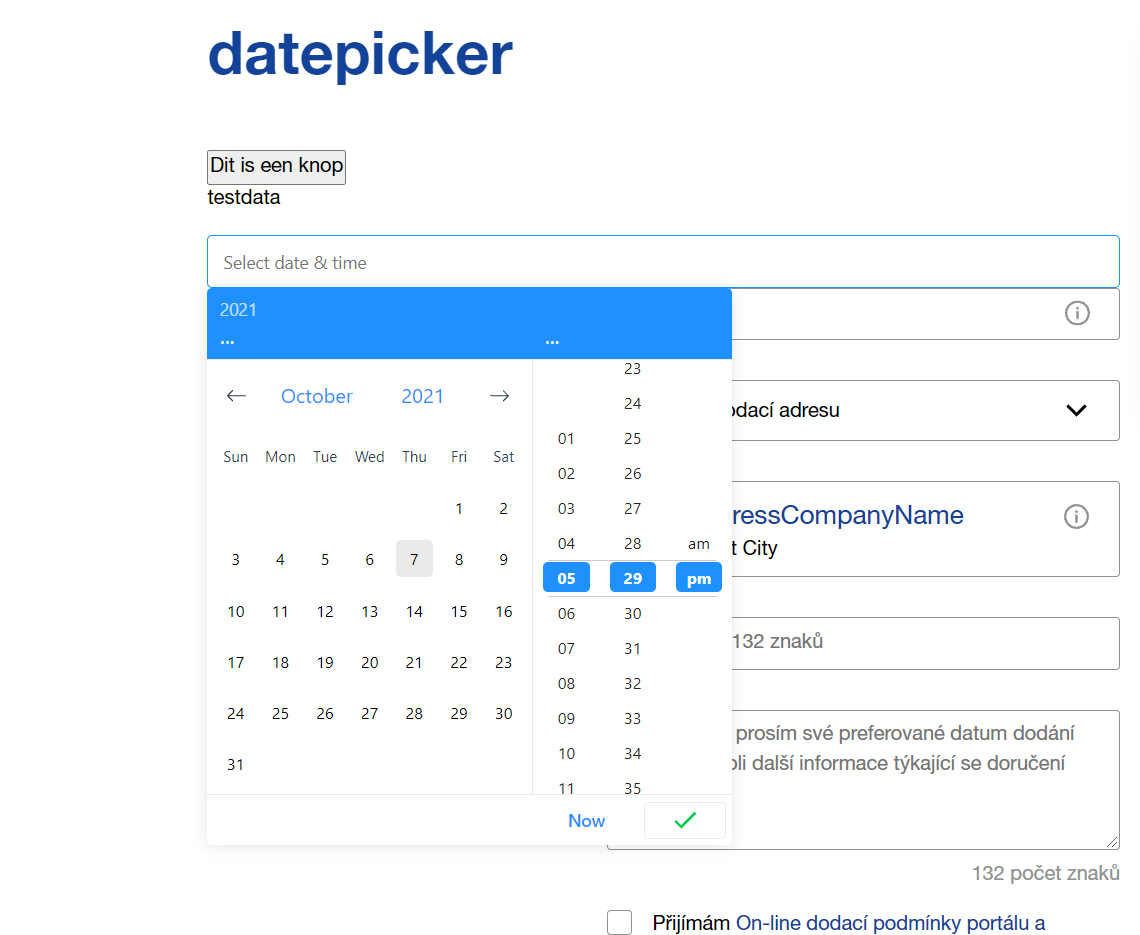 datepicker
Dit is een knop
testdata
Select date & time
2021
... ...
October 2021
Sun Mon Tue Wed Thu Fri Sat
1 2
3 4 5 6 7 8 9
10 11 12 13 14 15 16
17 18 19 20 21 22 23
24 25 26 27 28 29 30
31
23
24
01 25
02 26
03 27
04 28 am
05 29 pm
06 30
07 31
08 32
09 33
10 34
11 35
Now
adresu
City
132 znaků
prosím své preferované datum dodání
další informace týkající se doručení
132 počet znaků
Přijímám On-line dodací podmínky portálu a